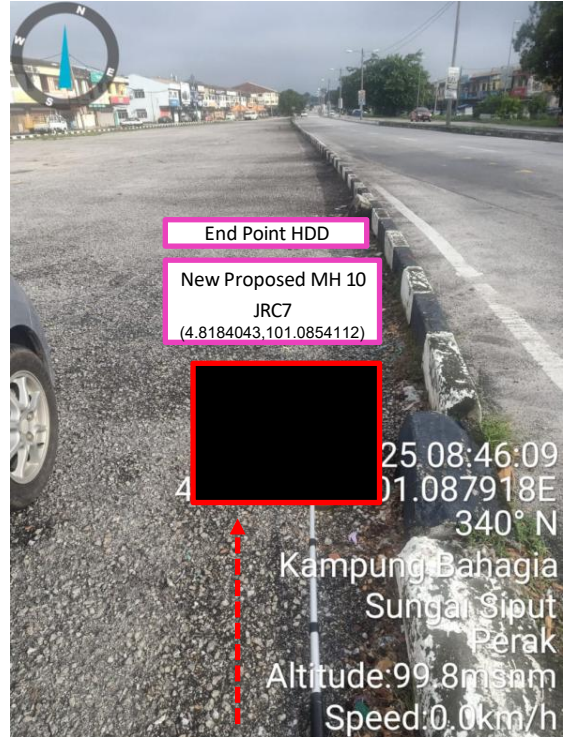 N
W
E
S
End Point HDD
New Proposed MH 10
JRC7
(4.8184043,101.0854112)
25 08:46:09
4 01.087918E
340° N
Kampung Bahagia
Sungai Siput
Perak
Altitude:99.8msnm
Speed:0.0km/h